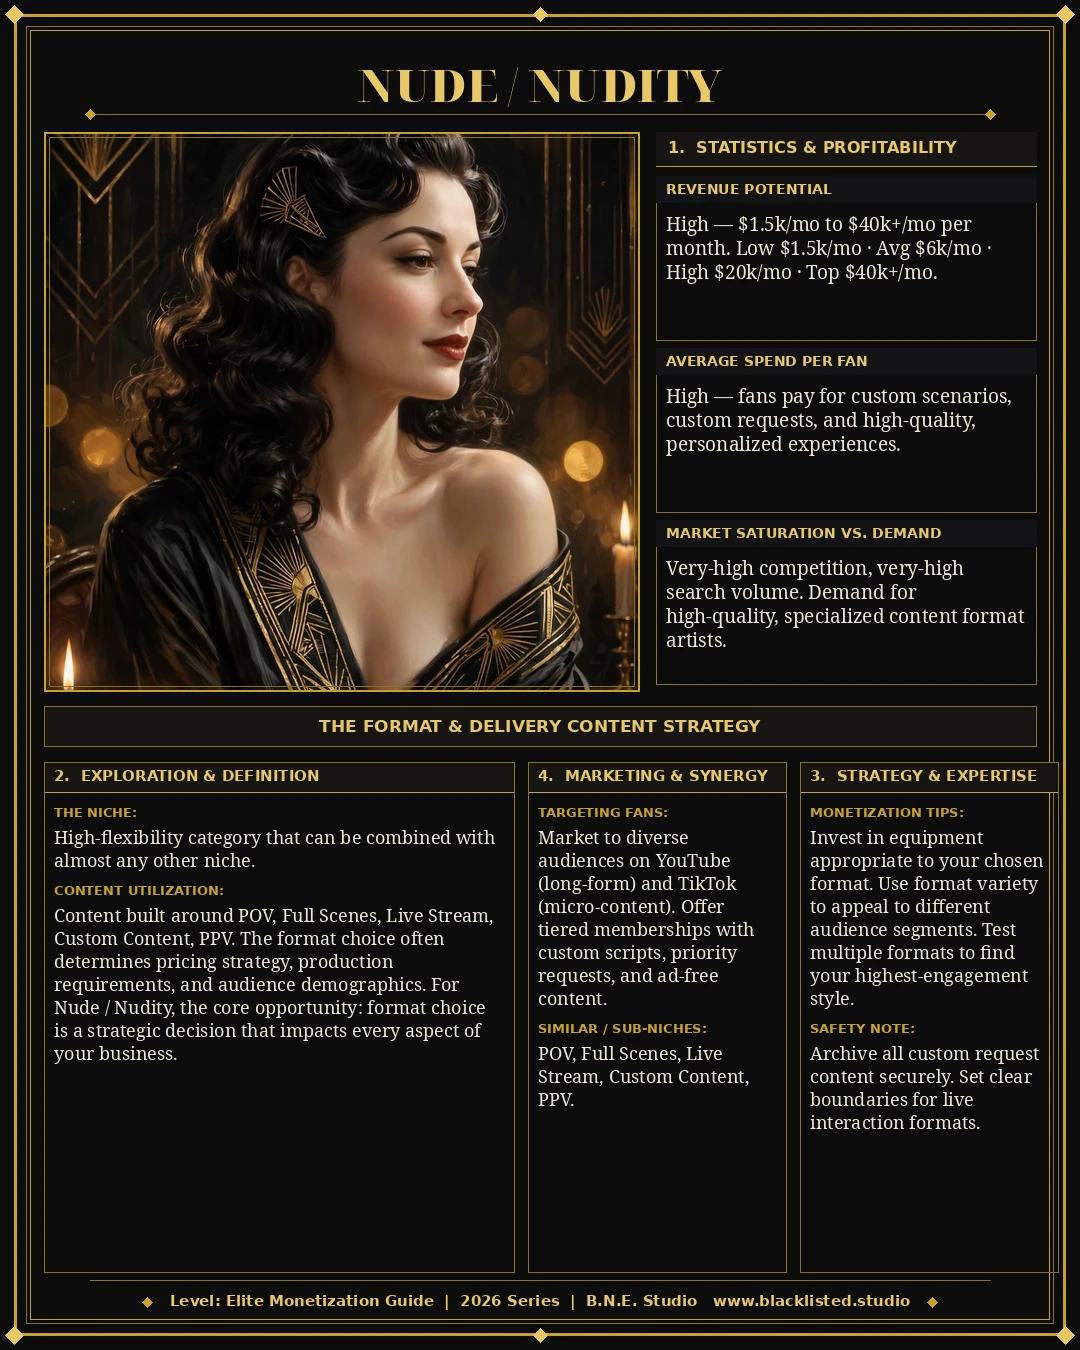 NUDE / NUDITY
1. STATISTICS & PROFITABILITY
REVENUE POTENTIAL
High — $1.5k/mo to $40k+/mo per
month. Low $1.5k/mo · Avg $6k/mo ·
High $20k/mo · Top $40k+/mo.
AVERAGE SPEND PER FAN
High — fans pay for custom scenarios,
custom requests, and high-quality,
personalized experiences.
MARKET SATURATION VS. DEMAND
Very-high competition, very-high
search volume. Demand for
high-quality, specialized content format
artists.
THE FORMAT & DELIVERY CONTENT STRATEGY
2. EXPLORATION & DEFINITION
THE NICHE:
High-flexibility category that can be combined with
almost any other niche.
CONTENT UTILIZATION:
Content built around POV, Full Scenes, Live Stream,
Custom Content, PPV. The format choice often
determines pricing strategy, production
requirements, and audience demographics. For
Nude / Nudity, the core opportunity: format choice
is a strategic decision that impacts every aspect of
your business.
4. MARKETING & SYNERGY
TARGETING FANS:
Market to diverse
audiences on YouTube
(long-form) and TikTok
(micro-content). Offer
tiered memberships with
custom scripts, priority
requests, and ad-free
content.
SIMILAR / SUB-NICHES:
POV, Full Scenes, Live
Stream, Custom Content,
PPV.
3. STRATEGY & EXPERTISE
MONETIZATION TIPS:
Invest in equipment
appropriate to your chosen
format. Use format variety
to appeal to different
audience segments. Test
multiple formats to find
your highest-engagement
style.
SAFETY NOTE:
Archive all custom request
content securely. Set clear
boundaries for live
interaction formats.
Level: Elite Monetization Guide | 2026 Series | B.N.E. Studio www.blacklisted.studio